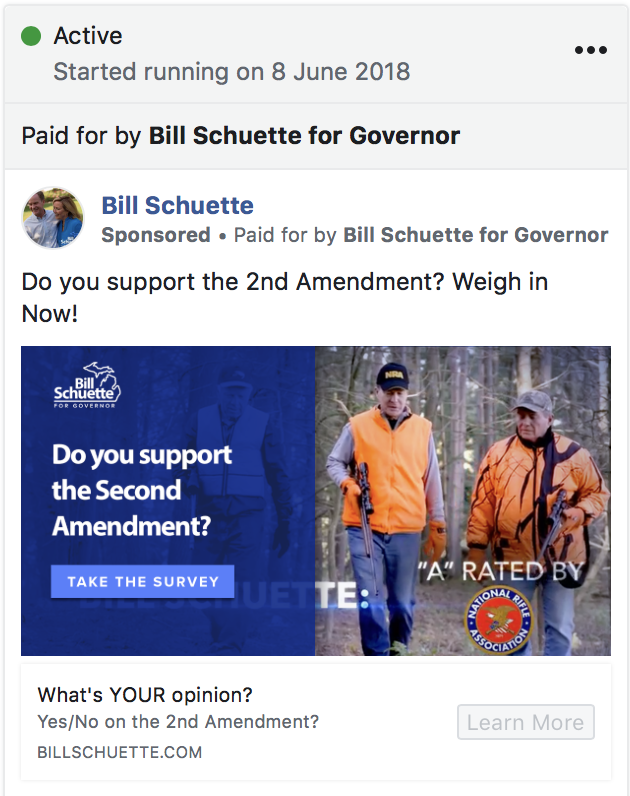 Active
•••
Started running on 8 June 2018
Paid for by Bill Schuette for Governor
Bill Schuette
Sponsored • Paid for by Bill Schuette for Governor
Do you support the 2nd Amendment? Weigh in
Now!
Bill
Schuette
FOR GOVERNOR
NRA
Do you support
the Second
Amendment?
TAKE THE SURVEY
BILL SCHUETTE:
"A" RATED BY
NATIONAL RIFLE
ASSOCIATION
What's YOUR opinion?
Yes/No on the 2nd Amendment?
BILLSCHUETTE.COM
Learn More